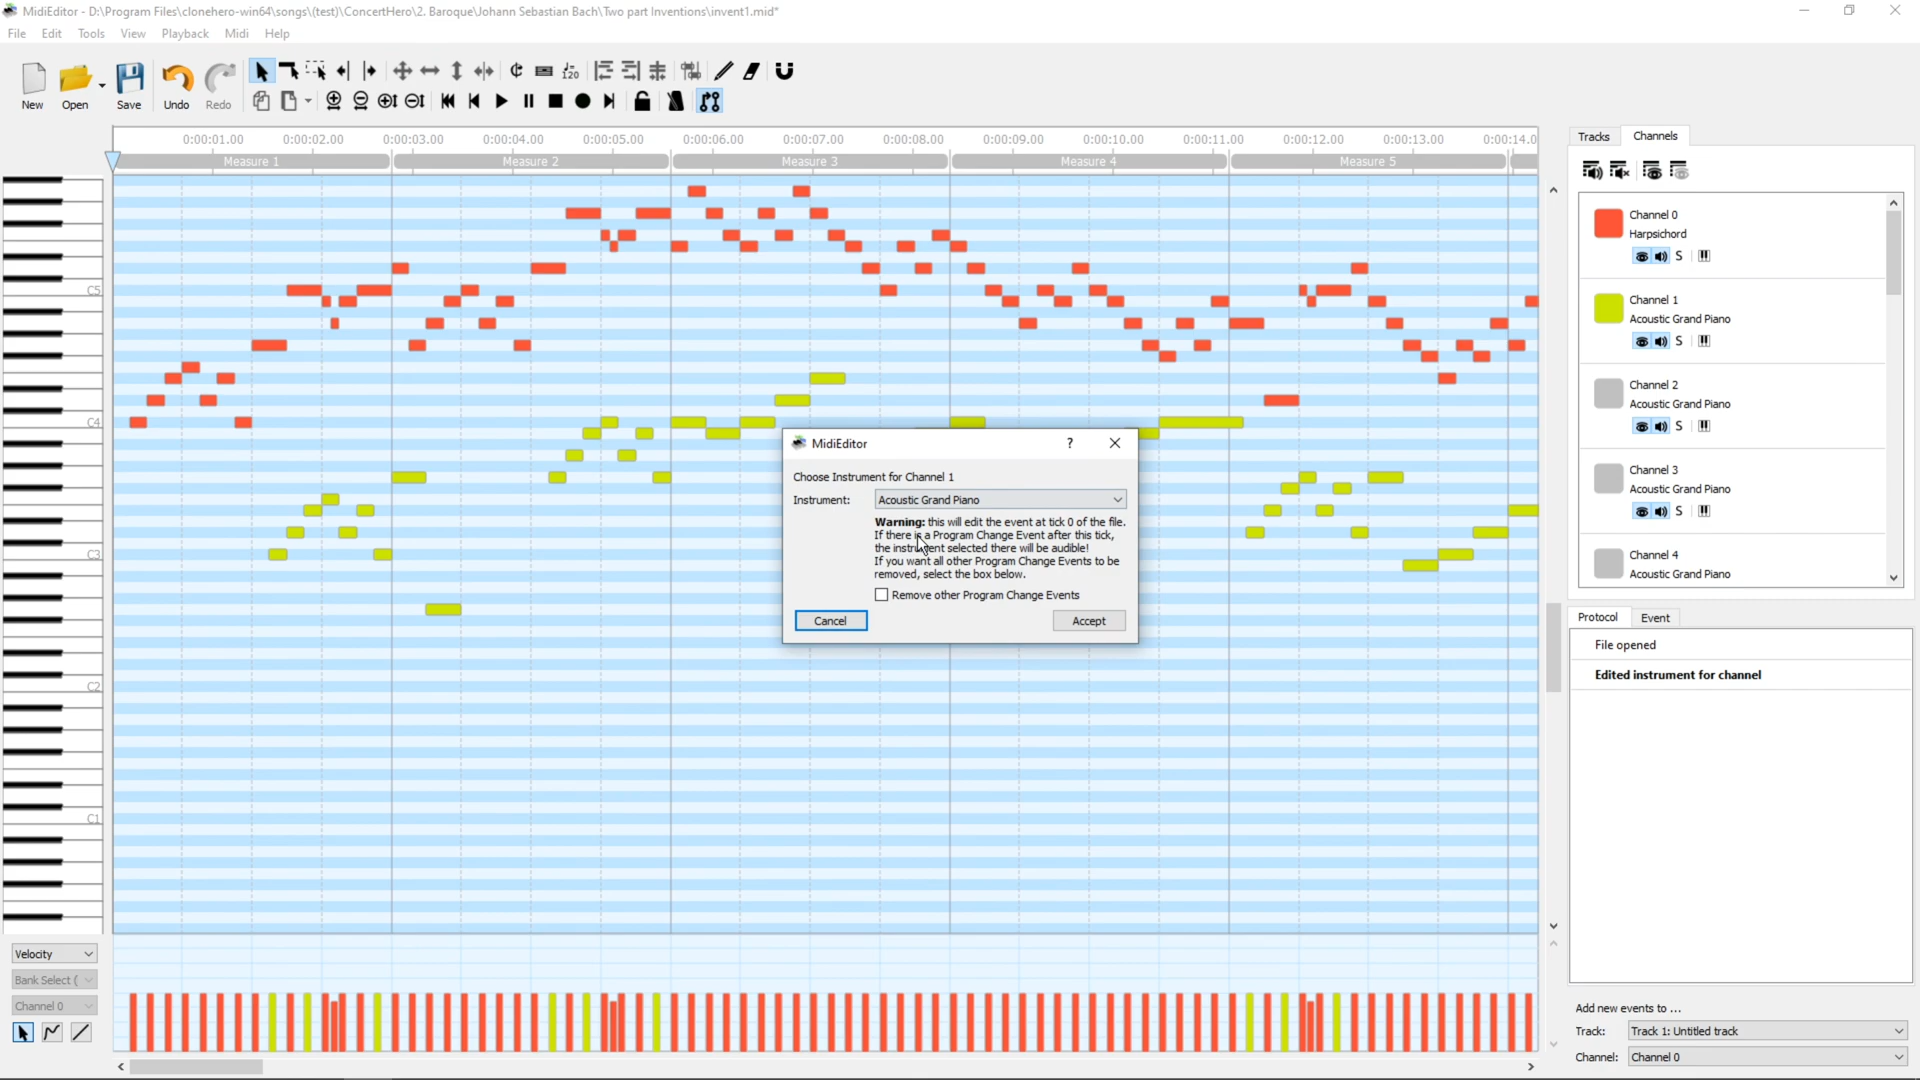 MidiEditor - D:\Program Files\clonehero-win64\songs\(test)\ConcertHero\2. Baroque\Johann Sebastian Bach\Two part Inventions\invent1.mid*
File Edit Tools View Playback Midi Help
New Open Save Undo Redo
0:00:01.00 0:00:02.00 0:00:03.00 0:00:04.00 0:00:05.00 0:00:06.00 0:00:07.00 0:00:08.00 0:00:09.00 0:00:10.00 0:00:11.00 0:00:12.00 0:00:13.00 0:00:14.0
Measure 1 Measure 2 Measure 3 Measure 4 Measure 5
C5
C4
C3
C2
C1
MidiEditor ?
Choose Instrument for Channel 1
Instrument: Acoustic Grand Piano
Warning: this will edit the event at tick 0 of the file.
If there is a Program Change Event after this tick,
the instrument selected there will be audible!
If you want all other Program Change Events to be
removed, select the box below.
Remove other Program Change Events
Cancel Accept
Velocity
Bank Select (
Channel 0
Tracks Channels
Channel 0
Harpsichord
S
Channel 1
Acoustic Grand Piano
S
Channel 2
Acoustic Grand Piano
S
Channel 3
Acoustic Grand Piano
S
Channel 4
Acoustic Grand Piano
Protocol Event
File opened
Edited instrument for channel
Add new events to ...
Track: Track 1: Untitled track
Channel: Channel 0